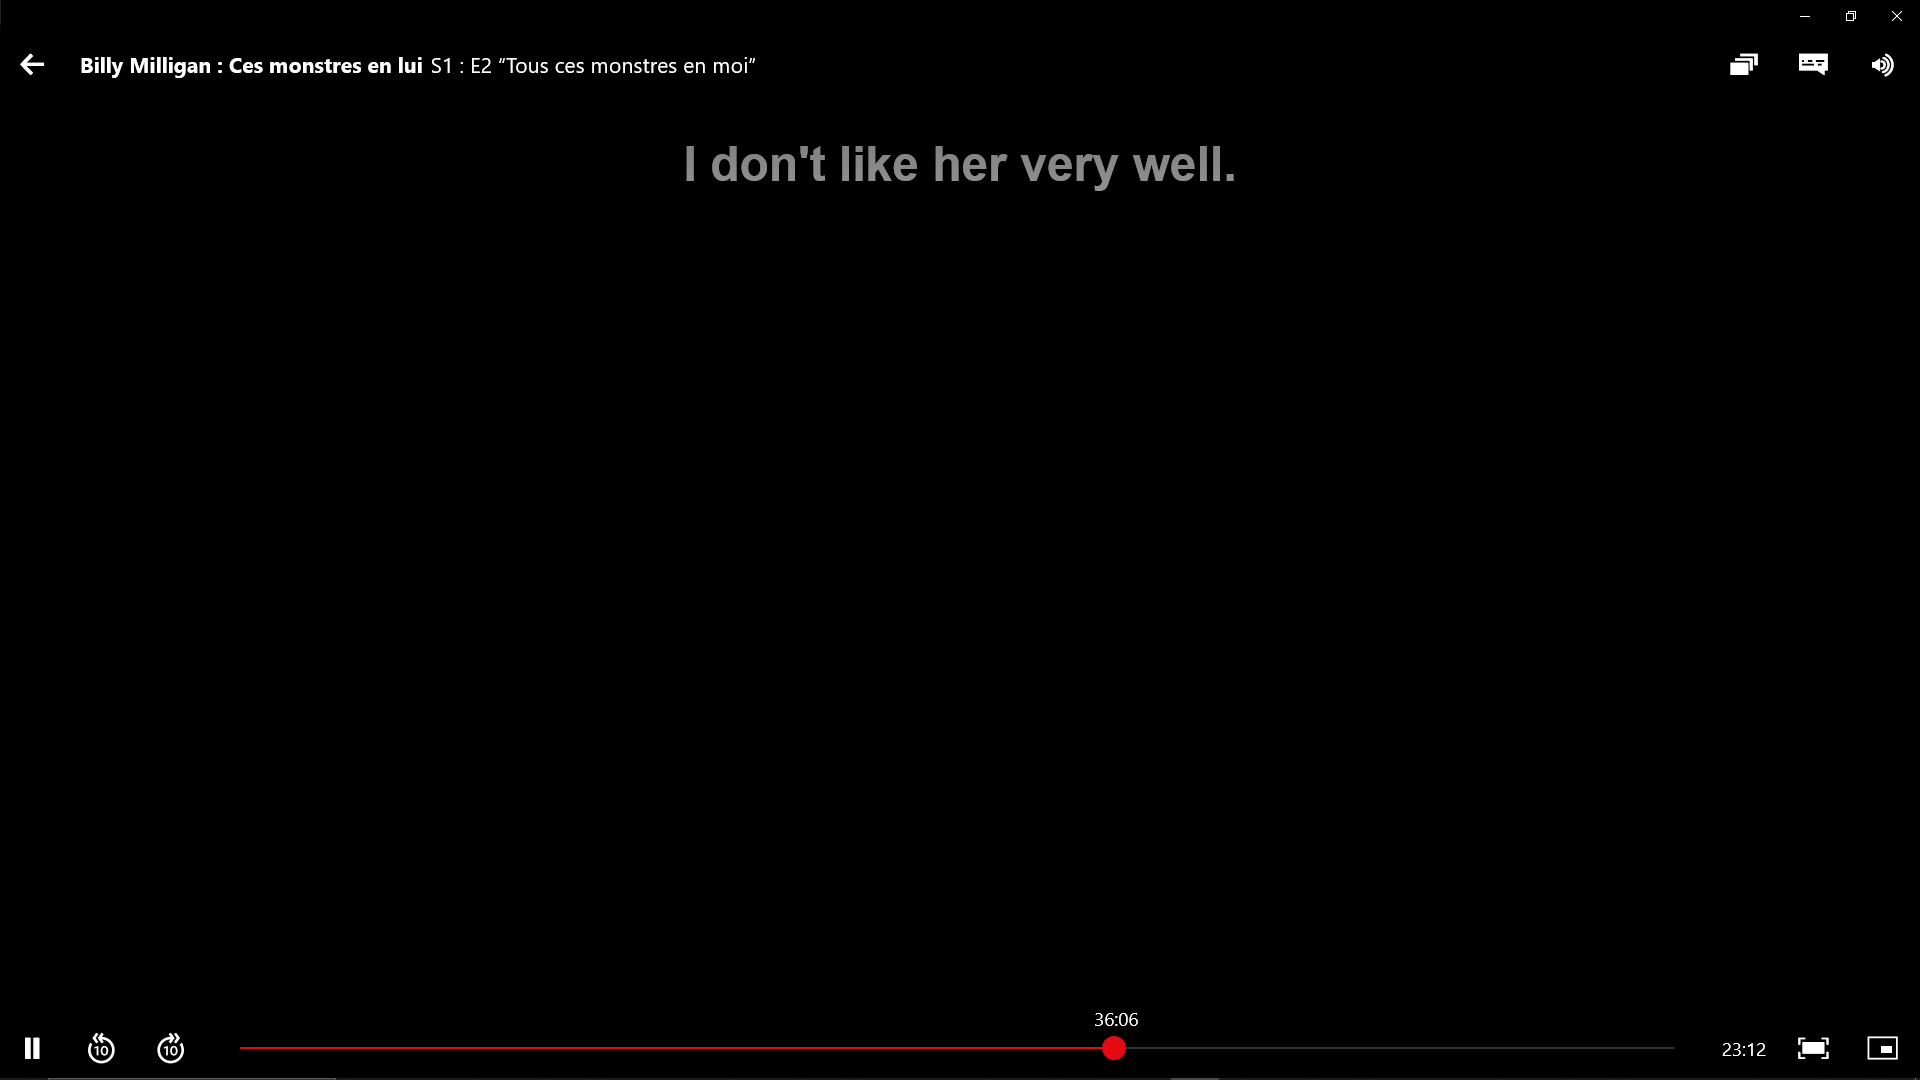 Billy Milligan : Ces monstres en lui S1 : E2 “Tous ces monstres en moi”
I don't like her very well.
36:06
10
10
23:12